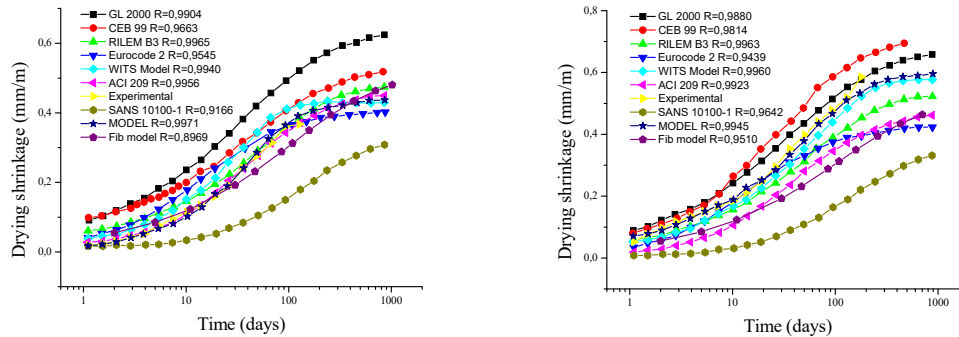 GL 2000 R=0,9904
CEB 99 R=0,9663
RILEM B3 R=0,9965
Eurocode 2 R=0,9545
WITS Model R=0,9940
ACI 209 R=0,9956
Experimental
SANS 10100-1 R=0,9166
MODEL R=0,9971
Fib model R=0,8969
Drying shrinkage (mm/m)
0,6
0,4
0,2
0,0
1
10
100
1000
Time (days)
GL 2000 R=0,9880
CEB 99 R=0,9814
RILEM B3 R=0,9963
Eurocode 2 R=0,9439
WITS Model R=0,9960
ACI 209 R=0,9923
Experimental
SANS 10100-1 R=0,9642
MODEL R=0,9945
Fib model R=0,9510
Drying shrinkage (mm/m)
0,8
0,6
0,4
0,2
0,0
1
10
100
1000
Time (days)